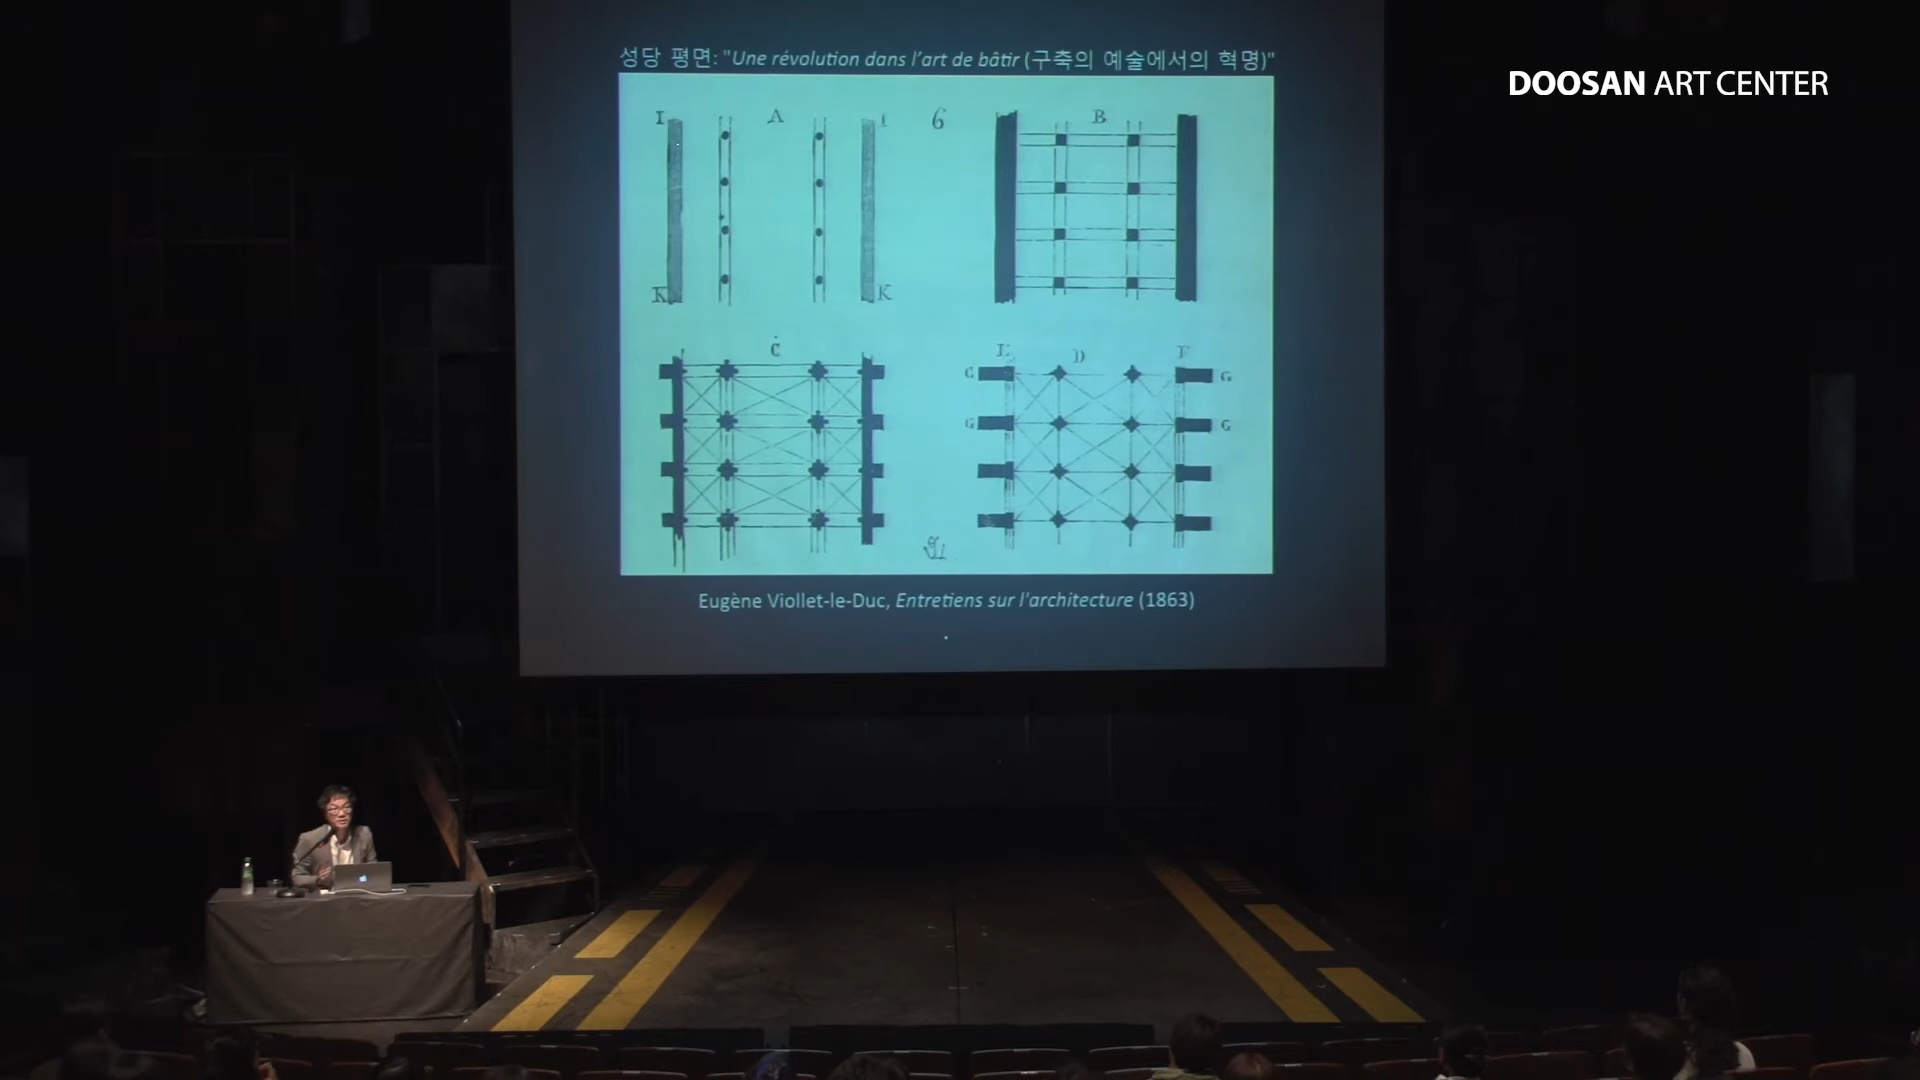 성당 평면: "Une révolution dans l'art de bâtir (구축의 예술에서의 혁명)"
DOOSAN ART CENTER
I A I 6 B
K K
C E D F
C G
G G
Eugène Viollet-le-Duc, Entretiens sur l'architecture (1863)